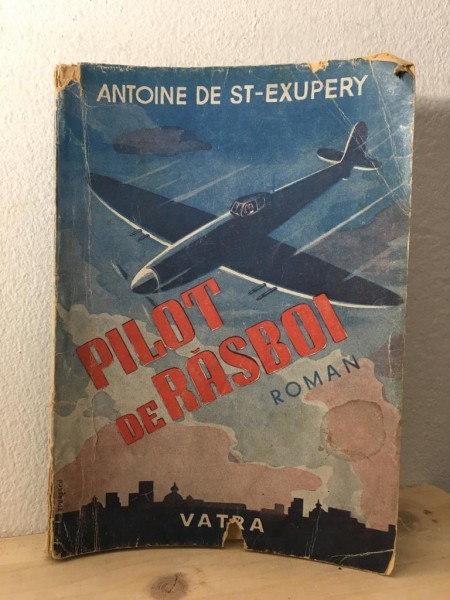 ANTOINE DE ST-EXUPERY
PILOT
DE RĂSBOI
ROMAN
VATRA